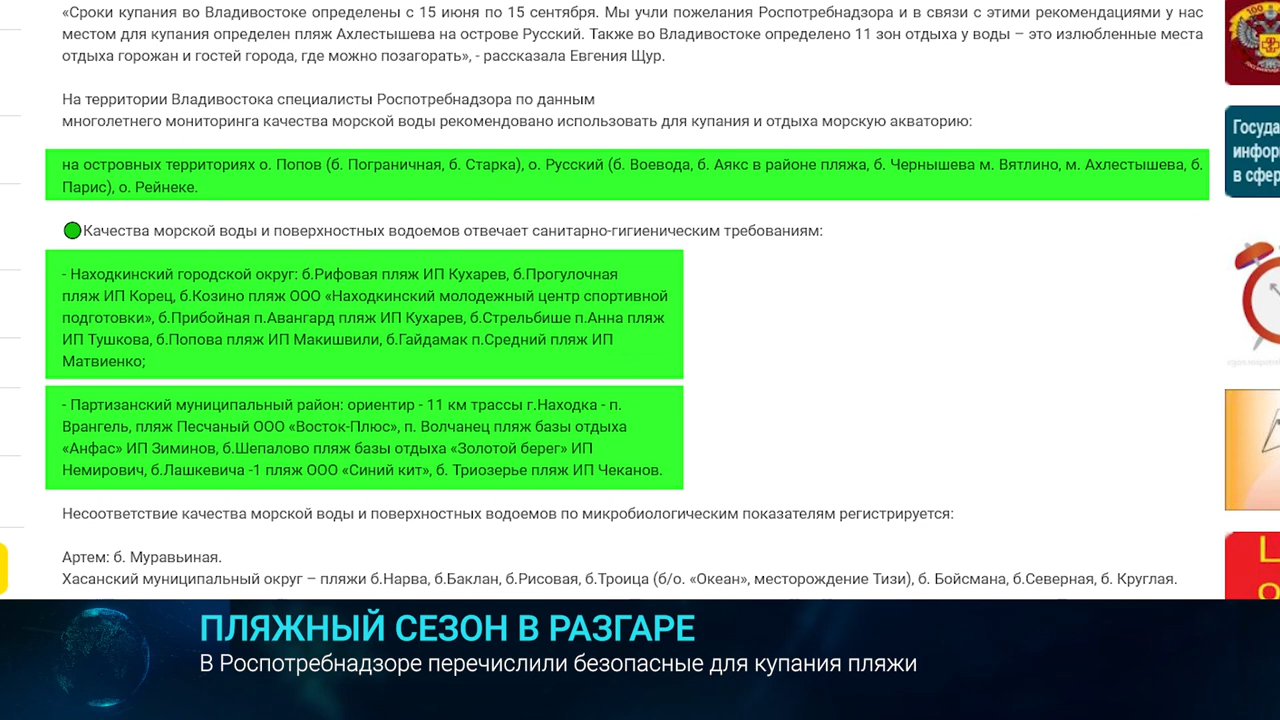 «Сроки купания во Владивостоке определены с 15 июня по 15 сентября. Мы учли пожелания Роспотребнадзора и в связи с этими рекомендациями у нас
местом для купания определен пляж Ахлестышева на острове Русский. Также во Владивостоке определено 11 зон отдыха у воды – это излюбленные места
отдыха горожан и гостей города, где можно позагорать», - рассказала Евгения Щур.
На территории Владивостока специалисты Роспотребнадзора по данным
многолетнего мониторинга качества морской воды рекомендовано использовать для купания и отдыха морскую акваторию:
на островных территориях о. Попов (б. Пограничная, б. Старка), о. Русский (б. Воевода, б. Аякс в районе пляжа, б. Чернышева м. Вятлино, м. Ахлестышева, б.
Парис), о. Рейнеке.
Качества морской воды и поверхностных водоемов отвечает санитарно-гигиеническим требованиям:
- Находкинский городской округ: б.Рифовая пляж ИП Кухарев, б.Прогулочная
пляж ИП Корец, б.Козино пляж ООО «Находкинский молодежный центр спортивной
подготовки», б.Прибойная п.Авангард пляж ИП Кухарев, б.Стрельбише п.Анна пляж
ИП Тушкова, б.Попова пляж ИП Макишвили, б.Гайдамак п.Средний пляж ИП
Матвиенко;
- Партизанский муниципальный район: ориентир - 11 км трассы г.Находка - п.
Врангель, пляж Песчаный ООО «Восток-Плюс», п. Волчанец пляж базы отдыха
«Анфас» ИП Зиминов, б.Шепалово пляж базы отдыха «Золотой берег» ИП
Немирович, б.Лашкевича -1 пляж ООО «Синий кит», б. Триозерье пляж ИП Чеканов.
Несоответствие качества морской воды и поверхностных водоемов по микробиологическим показателям регистрируется:
Артем: б. Муравьиная.
Хасанский муниципальный округ – пляжи б.Нарва, б.Баклан, б.Рисовая, б.Троица (б/о. «Океан», месторождение Тизи), б. Бойсмана, б.Северная, б. Круглая.
100
Госуда
инфор
в сфер
ПЛЯЖНЫЙ СЕЗОН В РАЗГАРЕ
В Роспотребнадзоре перечислили безопасные для купания пляжи